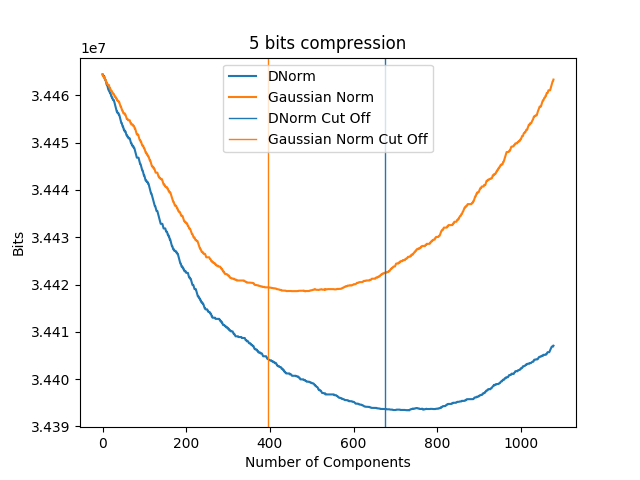 5 bits compression
1e7
3.446
3.445
3.444
3.443
3.442
3.441
3.440
3.439
Bits
DNorm
Gaussian Norm
DNorm Cut Off
Gaussian Norm Cut Off
0 200 400 600 800 1000
Number of Components